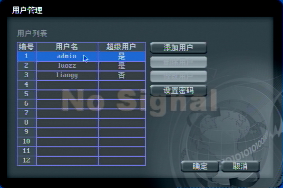 用户管理
用户列表
编号 用户名 超级用户
1 admin 是
2 luozz 是
3 liangg 否
4
5
6
7
8
9
10
11
12
添加用户
设置密码
No Signal
确定 取消